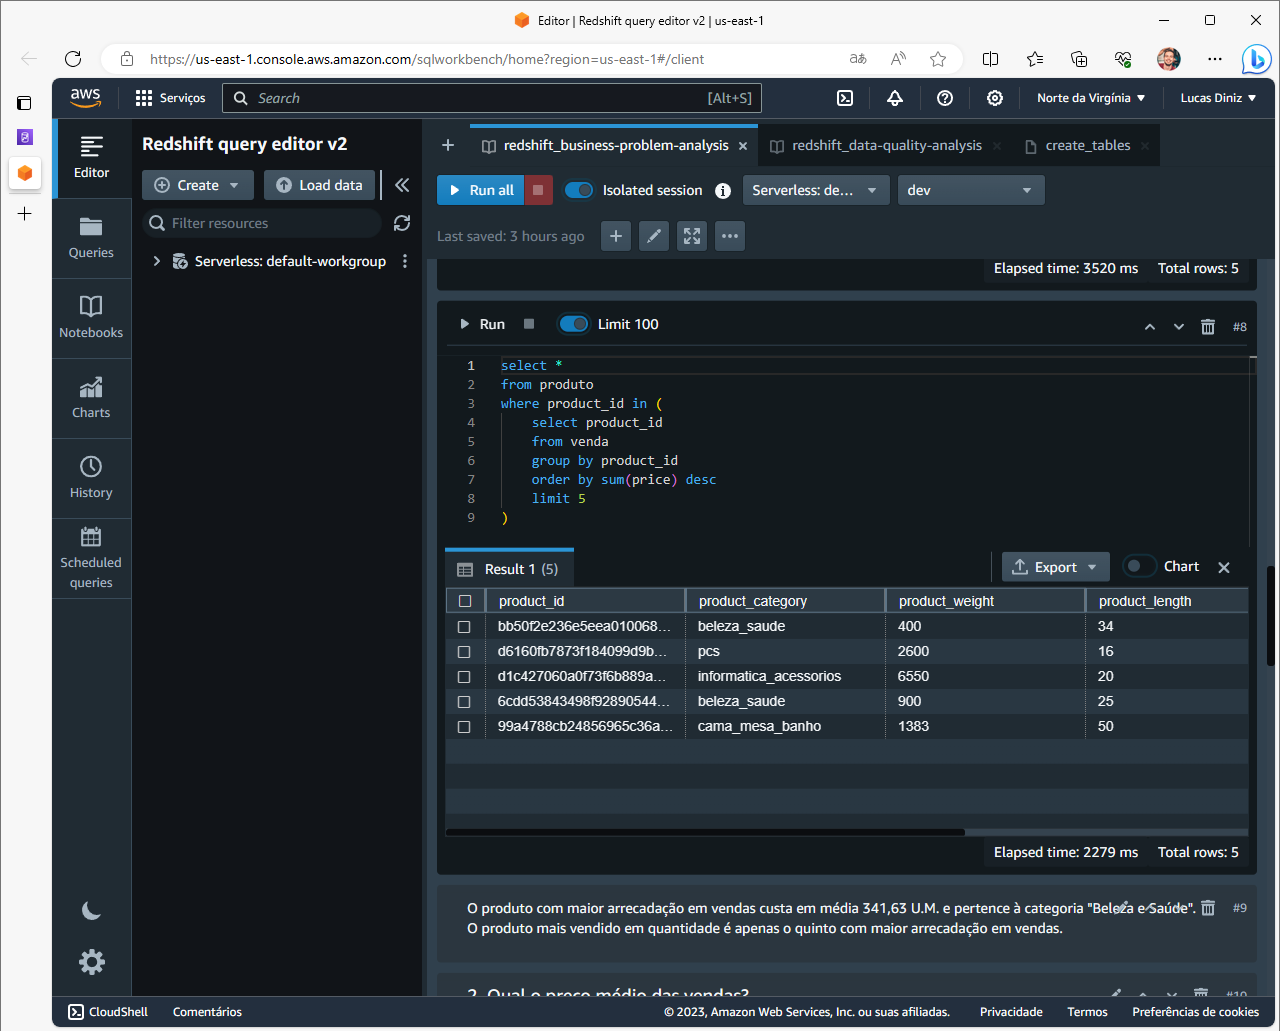 Editor | Redshift query editor v2 | us-east-1
https://us-east-1.console.aws.amazon.com/sqlworkbench/home?region=us-east-1#/client
aws
Serviços
Search
[Alt+S]
Norte da Virgínia
Lucas Diniz
Editor
Queries
Notebooks
Charts
History
Scheduled
queries
Redshift query editor v2
Create
Load data
Filter resources
Serverless: default-workgroup
redshift_business-problem-analysis
redshift_data-quality-analysis
create_tables
Run all
Isolated session
Serverless: de...
dev
Last saved: 3 hours ago
Elapsed time: 3520 ms Total rows: 5
Run
Limit 100
#8
1 select *
2 from produto
3 where product_id in (
4 select product_id
5 from venda
6 group by product_id
7 order by sum(price) desc
8 limit 5
9 )
Result 1 (5)
Export
Chart
product_id product_category product_weight product_length
bb50f2e236e5eea010068... beleza_saude 400 34
d6160fb7873f184099d9b... pcs 2600 16
d1c427060a0f73f6b889a... informatica_acessorios 6550 20
6cdd53843498f92890544... beleza_saude 900 25
99a4788cb24856965c36a... cama_mesa_banho 1383 50
Elapsed time: 2279 ms Total rows: 5
O produto com maior arrecadação em vendas custa em média 341,63 U.M. e pertence à categoria "Beleza e Saúde".
#9
O produto mais vendido em quantidade é apenas o quinto com maior arrecadação em vendas.
2. Qual o preço médio das vendas?
#10
CloudShell
Comentários
© 2023, Amazon Web Services, Inc. ou suas afiliadas.
Privacidade
Termos
Preferências de cookies